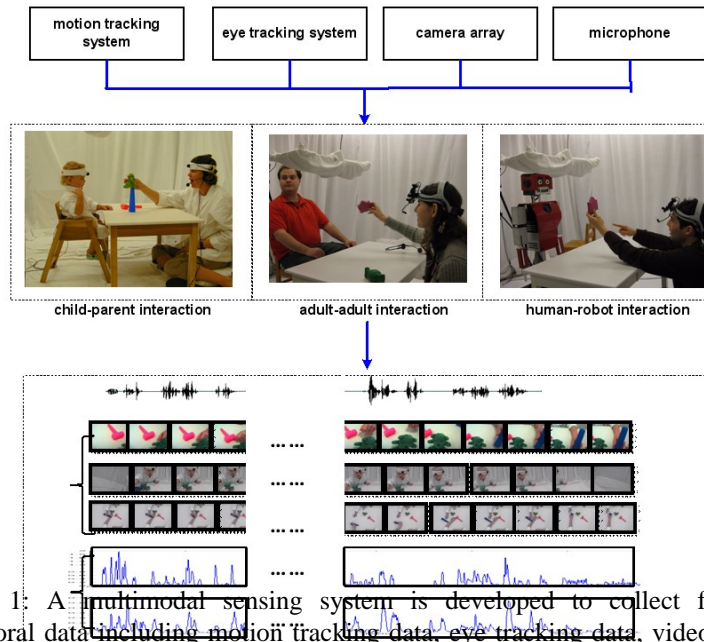 motion tracking
system
eye tracking system
camera array
microphone
child-parent interaction
adult-adult interaction
human-robot interaction
... ...
... ...
... ...
... ...
... ...
1: A multimodal sensing system is developed to collect f
oral data including motion tracking data, eye tracking data, video